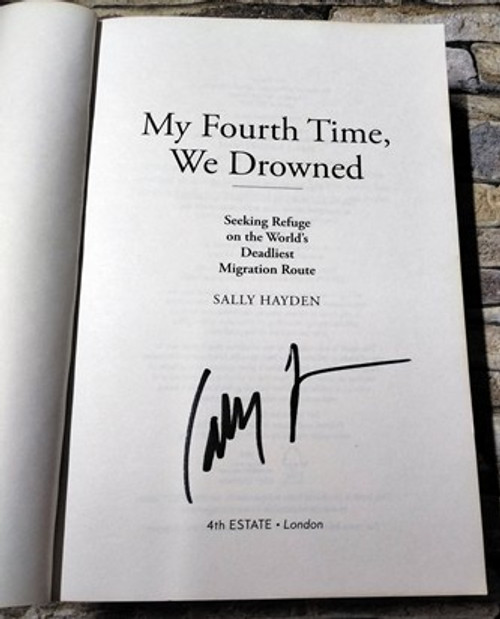 My Fourth Time,
We Drowned
Seeking Refuge
on the World's
Deadliest
Migration Route
SALLY HAYDEN
4th ESTATE • London